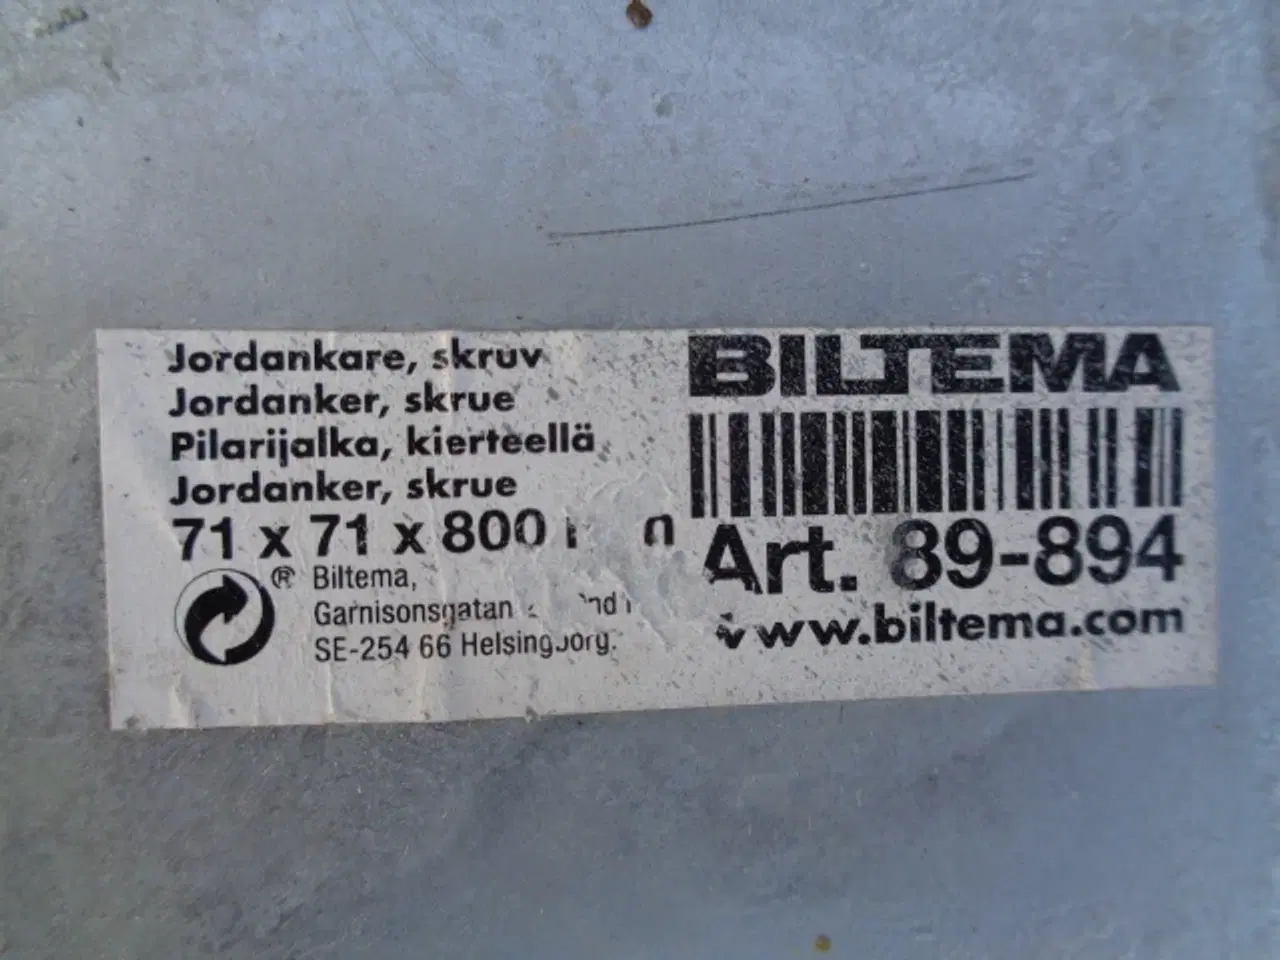 Jordankare, skruv
Jordanker, skrue
Pilarijalka, kierteellä
Jordanker, skrue
71 x 71 x 800
® Biltema,
Garnisonsgatan
SE-254 66 Helsingborg.
BILTEMA
Art. 89-894
www.biltema.com